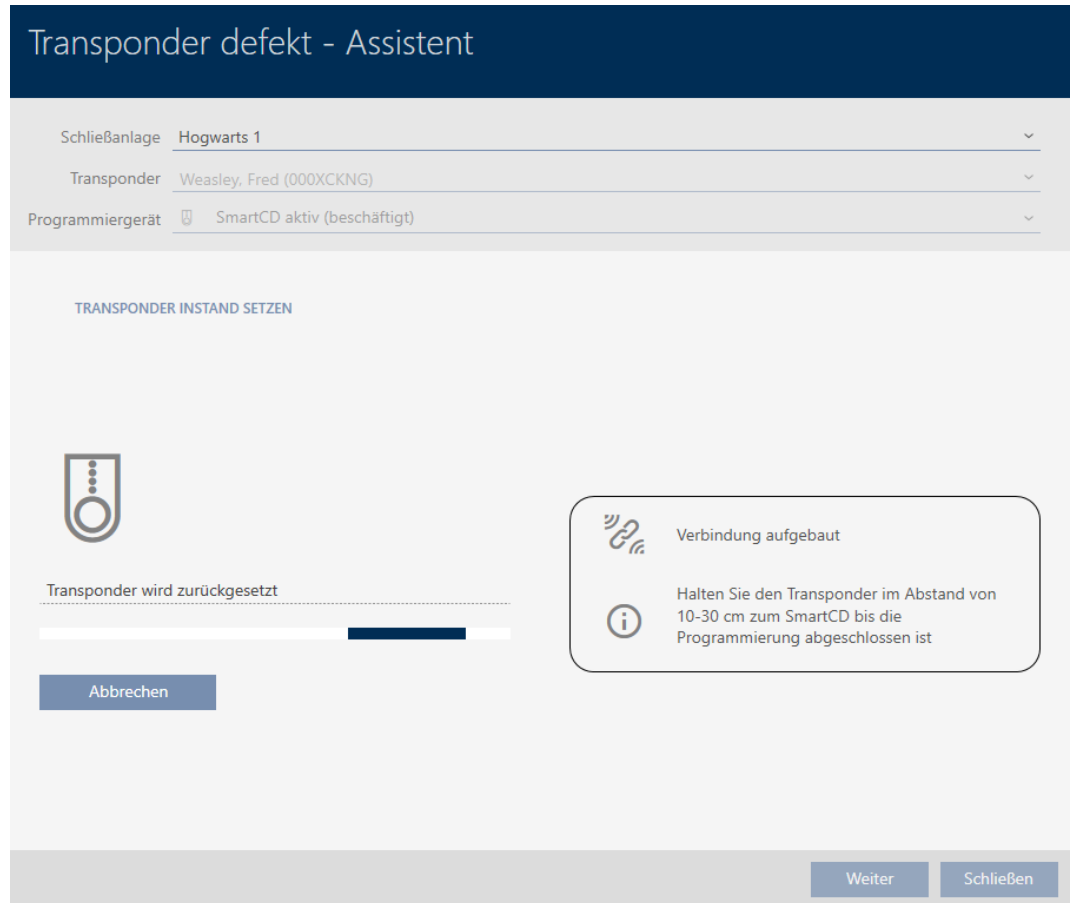 Transponder defekt - Assistent
Schließanlage Hogwarts 1
Transponder Weasley, Fred (000XCKNG)
Programmiergerät SmartCD aktiv (beschäftigt)
TRANSPONDER INSTAND SETZEN
Transponder wird zurückgesetzt
Abbrechen
Verbindung aufgebaut
Halten Sie den Transponder im Abstand von
10-30 cm zum SmartCD bis die
Programmierung abgeschlossen ist
Weiter Schließen